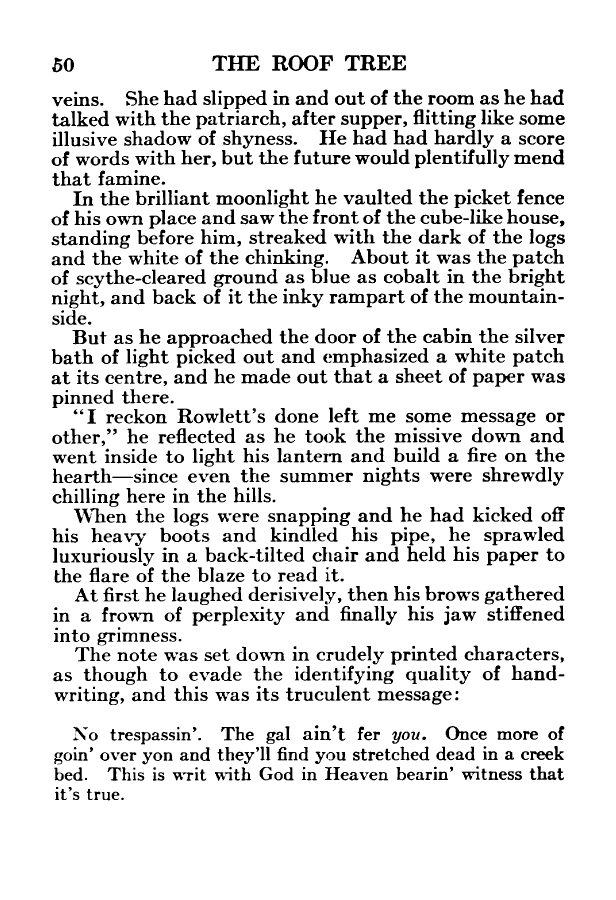 50 THE ROOF TREE
veins. She had slipped in and out of the room as he had
talked with the patriarch, after supper, flitting like some
illusive shadow of shyness. He had had hardly a score
of words with her, but the future would plentifully mend
that famine.
In the brilliant moonlight he vaulted the picket fence
of his own place and saw the front of the cube-like house,
standing before him, streaked with the dark of the logs
and the white of the chinking. About it was the patch
of scythe-cleared ground as blue as cobalt in the bright
night, and back of it the inky rampart of the mountain-
side.
But as he approached the door of the cabin the silver
bath of light picked out and emphasized a white patch
at its centre, and he made out that a sheet of paper was
pinned there.
"I reckon Rowlett's done left me some message or
other," he reflected as he took the missive down and
went inside to light his lantern and build a fire on the
hearth—since even the summer nights were shrewdly
chilling here in the hills.
When the logs were snapping and he had kicked off
his heavy boots and kindled his pipe, he sprawled
luxuriously in a back-tilted chair and held his paper to
the flare of the blaze to read it.
At first he laughed derisively, then his brows gathered
in a frown of perplexity and finally his jaw stiffened
into grimness.
The note was set down in crudely printed characters,
as though to evade the identifying quality of hand-
writing, and this was its truculent message:
No trespassin'. The gal ain't fer you. Once more of
goin' over yon and they'll find you stretched dead in a creek
bed. This is writ with God in Heaven bearin' witness that
it's true.